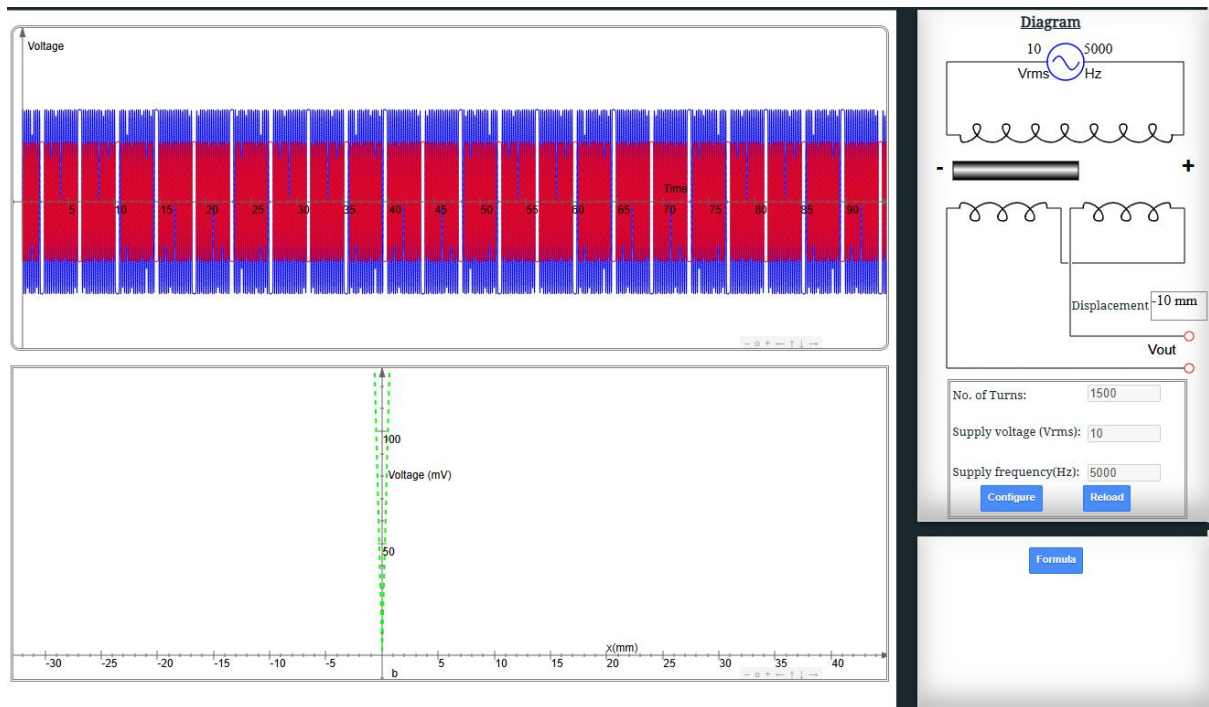 Voltage
Time
5 10 15 20 25 30 35 40 45 50 55 60 65 70 75 80 85 90
− o + ← ↑ ↓ →
100
Voltage (mV)
50
x(mm)
-30 -25 -20 -15 -10 -5 5 10 15 20 25 30 35 40
b
− o + ← ↑ ↓ →
Diagram
10 5000
Vrms Hz
- +
Displacement -10 mm
Vout
No. of Turns: 1500
Supply voltage (Vrms): 10
Supply frequency(Hz): 5000
Configure Reload
Formula